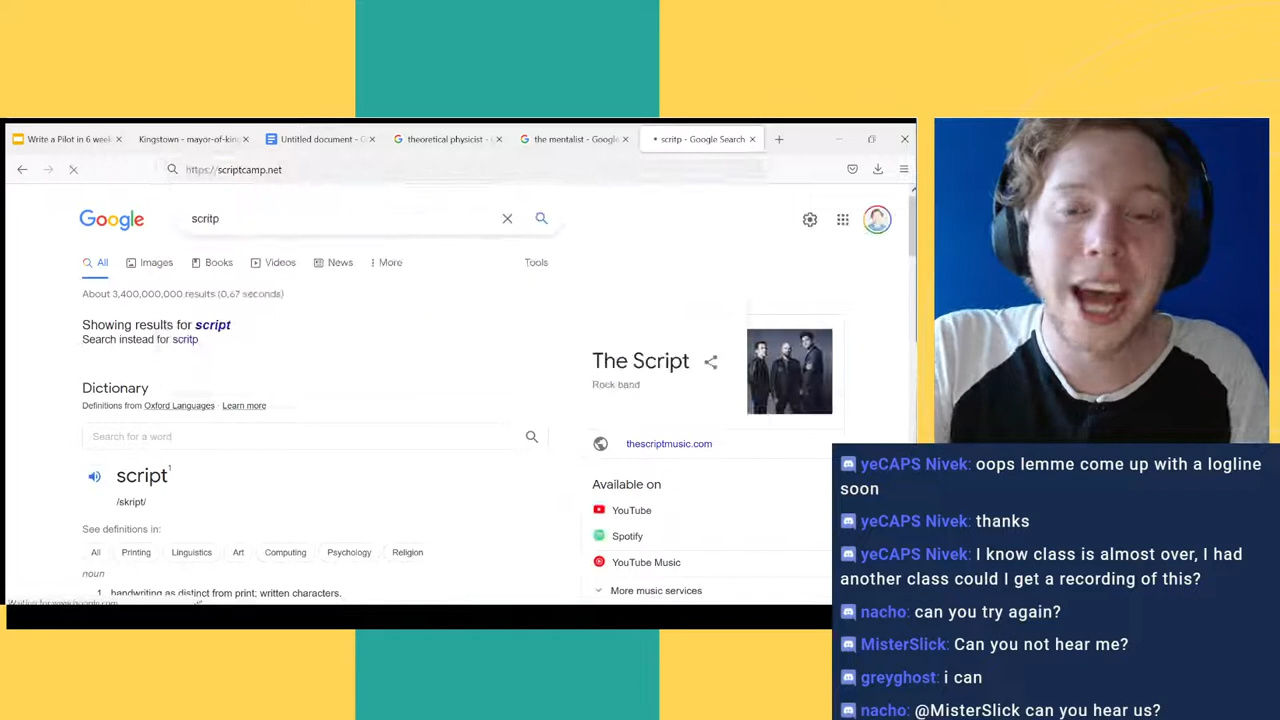 Write a Pilot in 6 week
Kingstown - mayor-of-kin
Untitled document - G
theoretical physicist - G
the mentalist - Google
scritp - Google Search
https://scriptcamp.net
Google
scritp
All
Images
Books
Videos
News
More
Tools
About 3,400,000,000 results (0.67 seconds)
Showing results for script
Search instead for scritp
Dictionary
Definitions from Oxford Languages · Learn more
Search for a word
script1
/skript/
See definitions in:
All
Printing
Linguistics
Art
Computing
Psychology
Religion
noun
1. handwriting as distinct from print; written characters.
The Script
Rock band
thescriptmusic.com
Available on
YouTube
Spotify
YouTube Music
More music services
yeCAPS Nivek: oops lemme come up with a logline
soon
yeCAPS Nivek: thanks
yeCAPS Nivek: I know class is almost over, I had
another class could I get a recording of this?
nacho: can you try again?
MisterSlick: Can you not hear me?
greyghost: i can
nacho: @MisterSlick can you hear us?